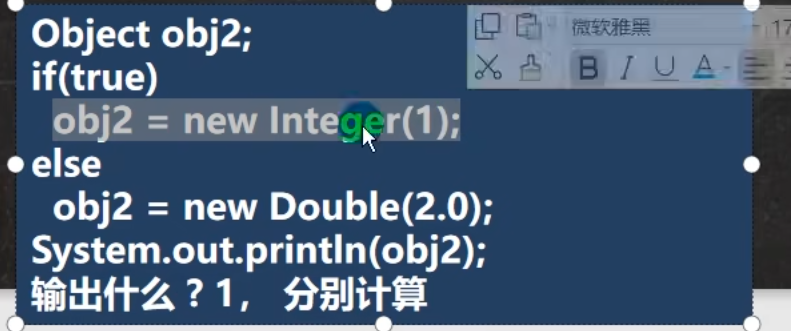 Object obj2;
if(true)
obj2 = new Integer(1);
else
obj2 = new Double(2.0);
System.out.println(obj2);
输出什么？1， 分别计算
微软雅黑
17
B I U A